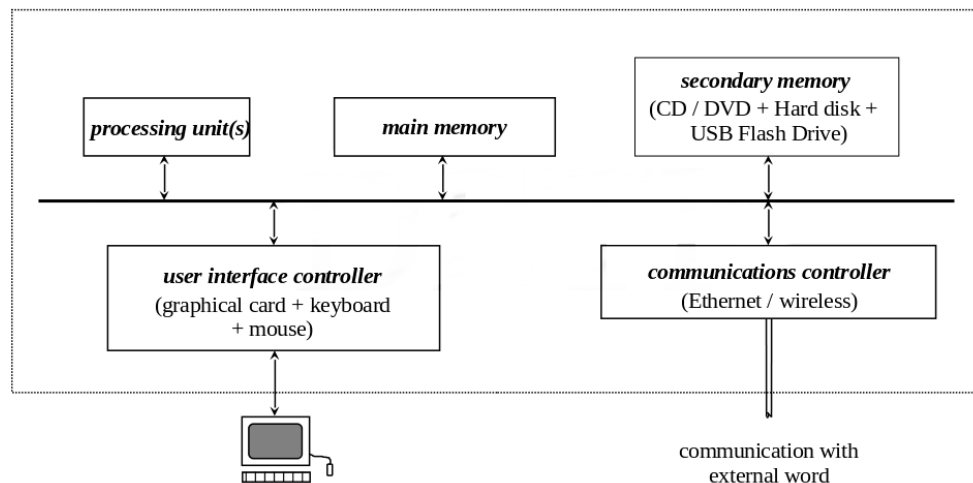 processing unit(s)
main memory
secondary memory
(CD / DVD + Hard disk +
USB Flash Drive)
user interface controller
(graphical card + keyboard
+ mouse)
communications controller
(Ethernet / wireless)
communication with
external word